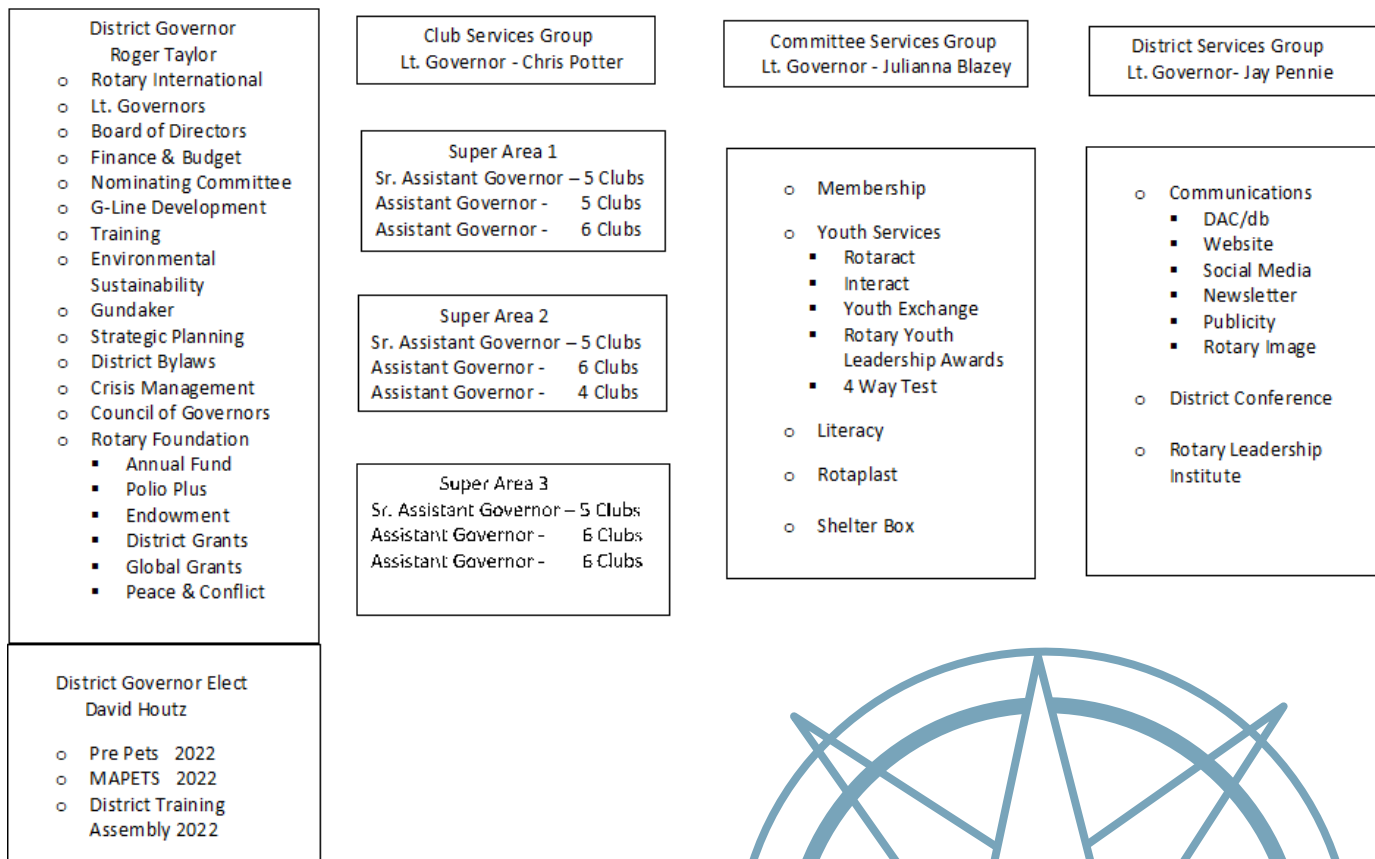 District Governor
Roger Taylor
o Rotary International
o Lt. Governors
o Board of Directors
o Finance & Budget
o Nominating Committee
o G-Line Development
o Training
o Environmental
Sustainability
o Gundaker
o Strategic Planning
o District Bylaws
o Crisis Management
o Council of Governors
o Rotary Foundation
▪ Annual Fund
▪ Polio Plus
▪ Endowment
▪ District Grants
▪ Global Grants
▪ Peace & Conflict
District Governor Elect
David Houtz
o Pre Pets 2022
o MAPETS 2022
o District Training
Assembly 2022
Club Services Group
Lt. Governor - Chris Potter
Super Area 1
Sr. Assistant Governor – 5 Clubs
Assistant Governor - 5 Clubs
Assistant Governor - 6 Clubs
Super Area 2
Sr. Assistant Governor – 5 Clubs
Assistant Governor - 6 Clubs
Assistant Governor - 4 Clubs
Super Area 3
Sr. Assistant Governor – 5 Clubs
Assistant Governor - 6 Clubs
Assistant Governor - 6 Clubs
Committee Services Group
Lt. Governor - Julianna Blazey
o Membership
o Youth Services
▪ Rotaract
▪ Interact
▪ Youth Exchange
▪ Rotary Youth
Leadership Awards
▪ 4 Way Test
o Literacy
o Rotaplast
o Shelter Box
District Services Group
Lt. Governor- Jay Pennie
o Communications
▪ DAC/db
▪ Website
▪ Social Media
▪ Newsletter
▪ Publicity
▪ Rotary Image
o District Conference
o Rotary Leadership
Institute